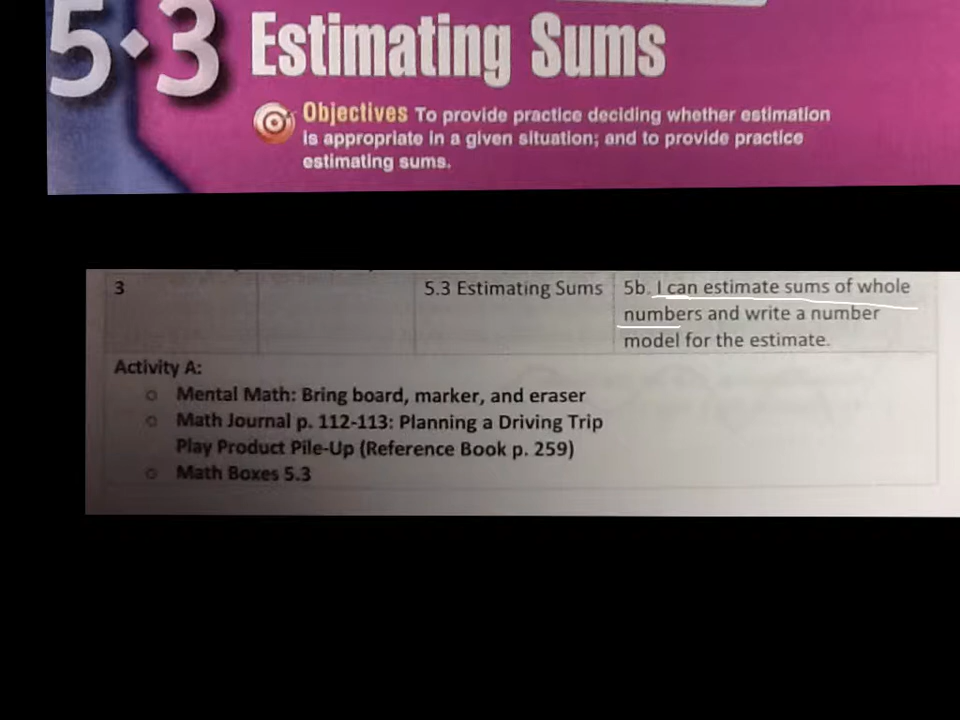 5•3 Estimating Sums
Objectives To provide practice deciding whether estimation
is appropriate in a given situation; and to provide practice
estimating sums.
3 5.3 Estimating Sums 5b. I can estimate sums of whole
numbers and write a number
model for the estimate.
Activity A:
○ Mental Math: Bring board, marker, and eraser
○ Math Journal p. 112-113: Planning a Driving Trip
Play Product Pile-Up (Reference Book p. 259)
○ Math Boxes 5.3